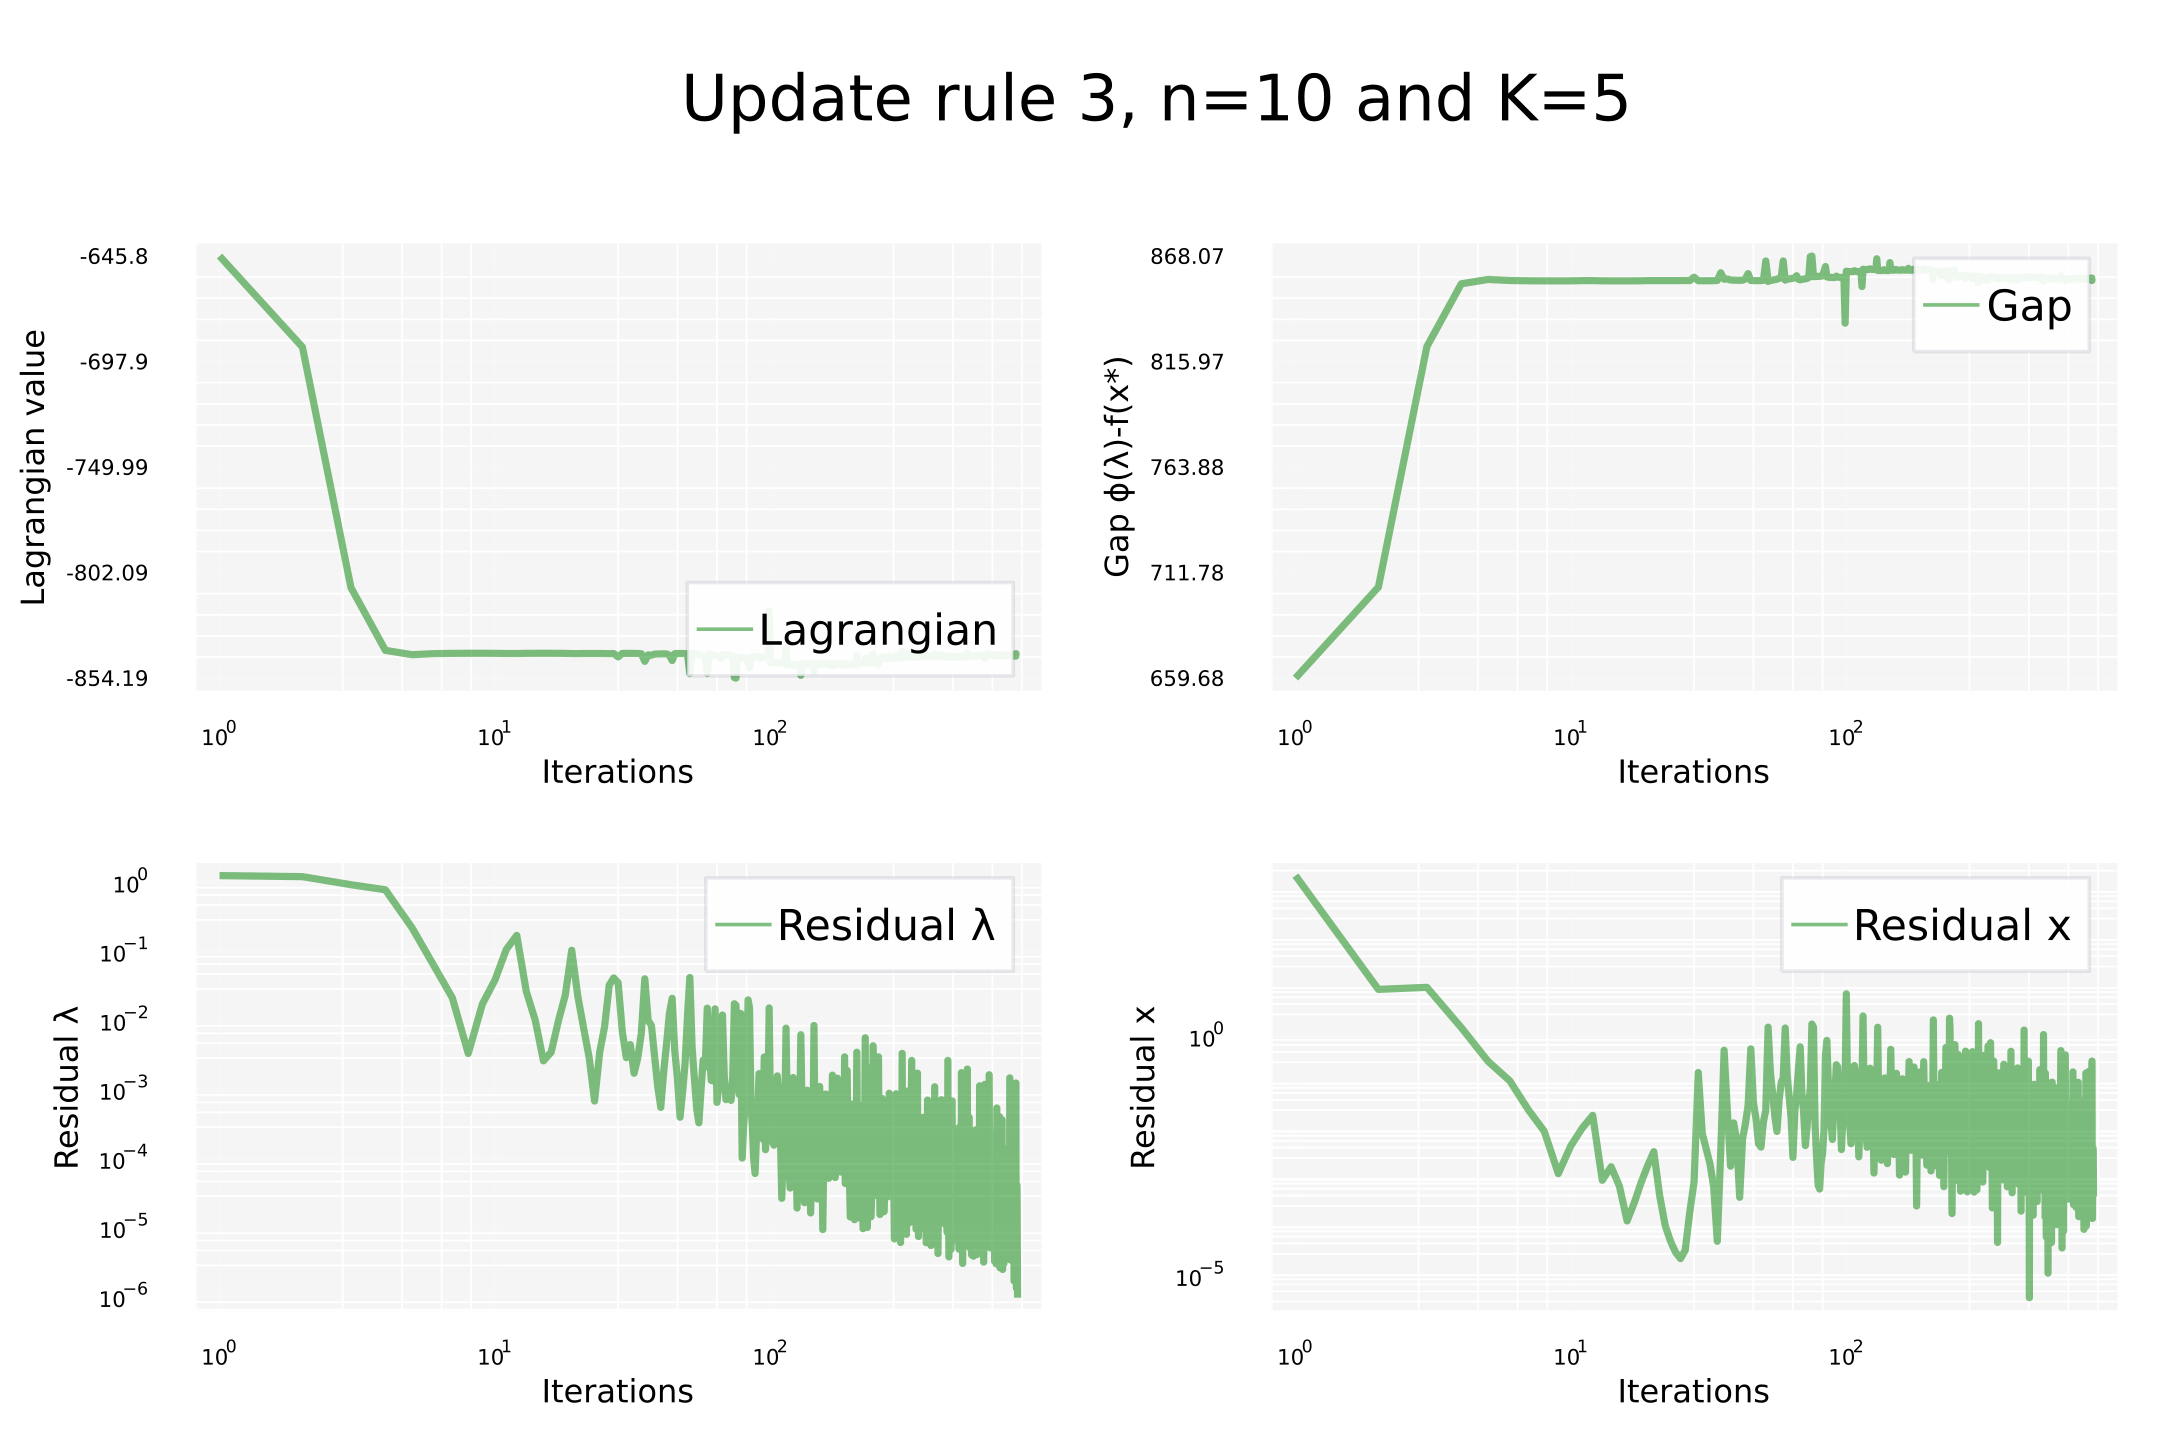 Update rule 3, n=10 and K=5
Lagrangian value
-645.8
-697.9
-749.99
-802.09
-854.19
Lagrangian
10^0 10^1 10^2
Iterations
Gap ϕ(λ)-f(x*)
868.07
815.97
763.88
711.78
659.68
Gap
10^0 10^1 10^2
Iterations
Residual λ
10^0
10^−1
10^−2
10^−3
10^−4
10^−5
10^−6
Residual λ
10^0 10^1 10^2
Iterations
Residual x
10^0
10^−5
Residual x
10^0 10^1 10^2
Iterations